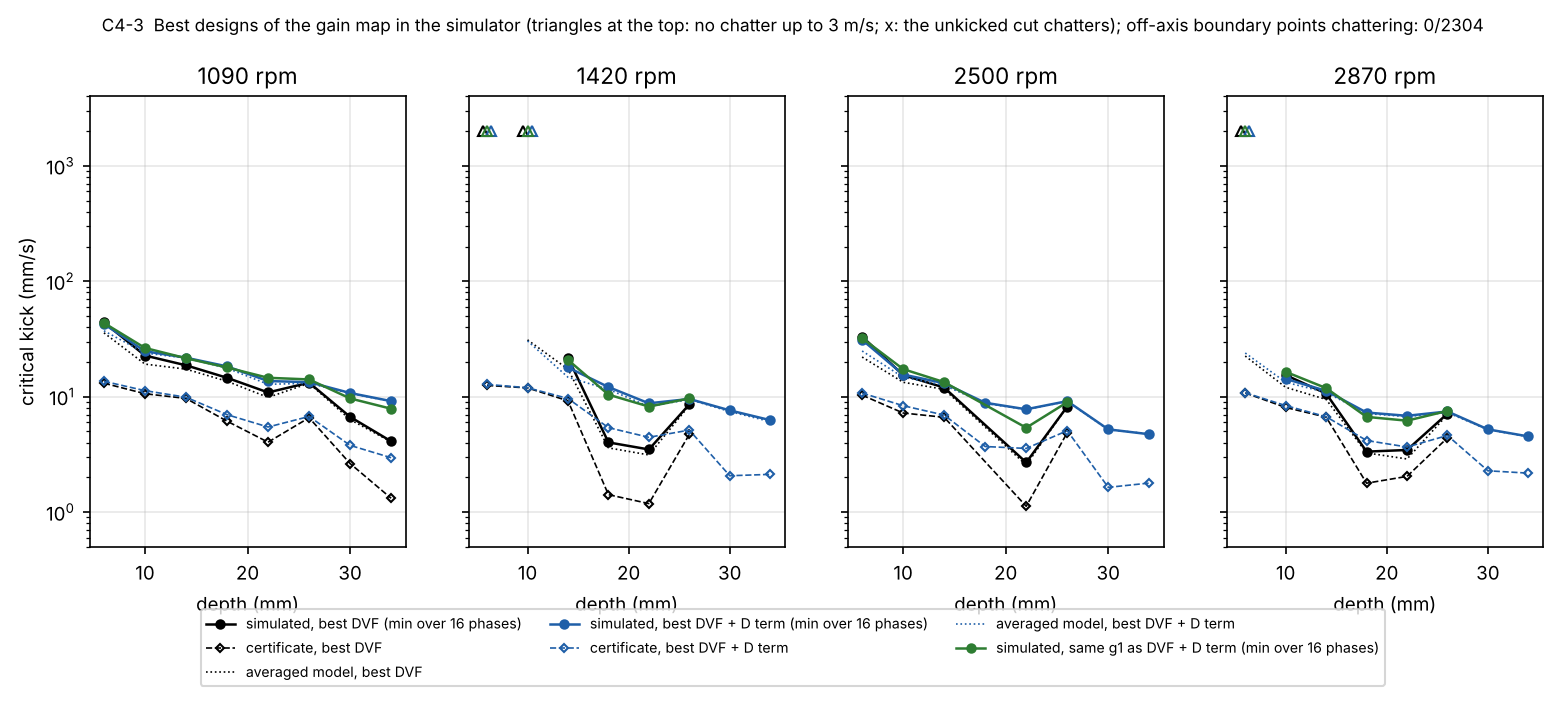 C4-3 Best designs of the gain map in the simulator (triangles at the top: no chatter up to 3 m/s; x: the unkicked cut chatters); off-axis boundary points chattering: 0/2304
1090 rpm
1420 rpm
2500 rpm
2870 rpm
critical kick (mm/s)
10³
10²
10¹
10⁰
10 20 30
10 20 30
10 20 30
10 20 30
depth (mm)
depth (mm)
depth (mm)
depth (mm)
simulated, best DVF (min over 16 phases)
certificate, best DVF
averaged model, best DVF
simulated, best DVF + D term (min over 16 phases)
certificate, best DVF + D term
averaged model, best DVF + D term
simulated, same g1 as DVF + D term (min over 16 phases)